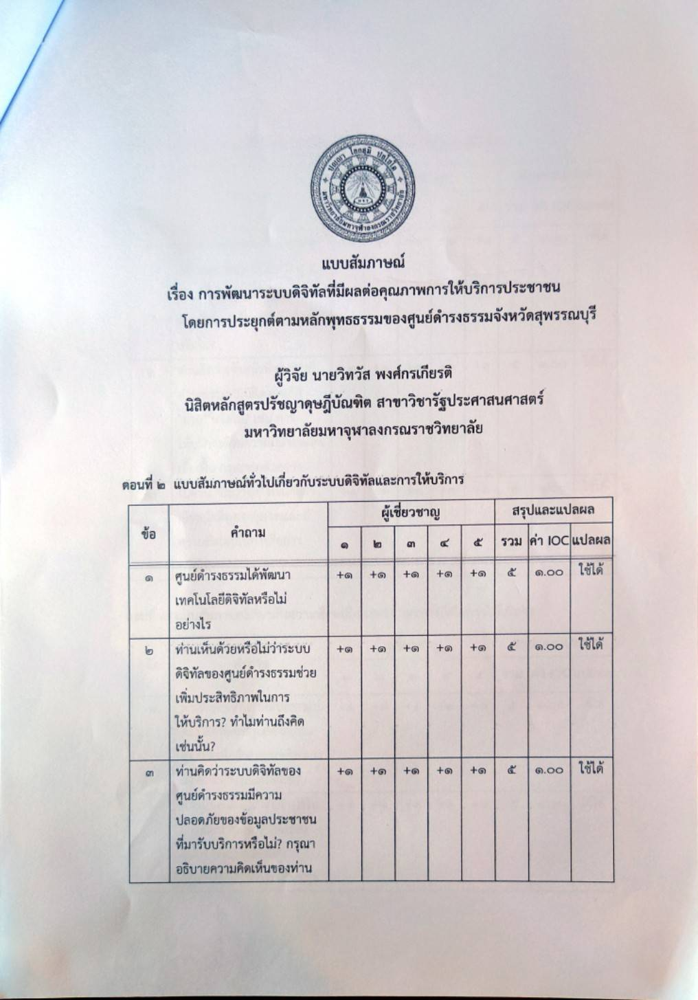 ปญฺญา โลกสฺมิ ปชฺโชโต
มหาวิทยาลัยมหาจุฬาลงกรณราชวิทยาลัย
แบบสัมภาษณ์
เรื่อง การพัฒนาระบบดิจิทัลที่มีผลต่อคุณภาพการให้บริการประชาชน
โดยการประยุกต์ตามหลักพุทธธรรมของศูนย์ดำรงธรรมจังหวัดสุพรรณบุรี
ผู้วิจัย นายวิทวัส พงศ์กรเกียรติ
นิสิตหลักสูตรปรัชญาดุษฎีบัณฑิต สาขาวิชารัฐประศาสนศาสตร์
มหาวิทยาลัยมหาจุฬาลงกรณราชวิทยาลัย
ตอนที่ ๒ แบบสัมภาษณ์ทั่วไปเกี่ยวกับระบบดิจิทัลและการให้บริการ
ข้อ คำถาม ผู้เชี่ยวชาญ สรุปและแปลผล
๑ ๒ ๓ ๔ ๕ รวม ค่า IOC แปลผล
๑ ศูนย์ดำรงธรรมได้พัฒนา +๑ +๑ +๑ +๑ +๑ ๕ ๑.๐๐ ใช้ได้
เทคโนโลยีดิจิทัลหรือไม่
อย่างไร
๒ ท่านเห็นด้วยหรือไม่ว่าระบบ +๑ +๑ +๑ +๑ +๑ ๕ ๑.๐๐ ใช้ได้
ดิจิทัลของศูนย์ดำรงธรรมช่วย
เพิ่มประสิทธิภาพในการ
ให้บริการ? ทำไมท่านถึงคิด
เช่นนั้น?
๓ ท่านคิดว่าระบบดิจิทัลของ +๑ +๑ +๑ +๑ +๑ ๕ ๑.๐๐ ใช้ได้
ศูนย์ดำรงธรรมมีความ
ปลอดภัยของข้อมูลประชาชน
ที่มารับบริการหรือไม่? กรุณา
อธิบายความคิดเห็นของท่าน